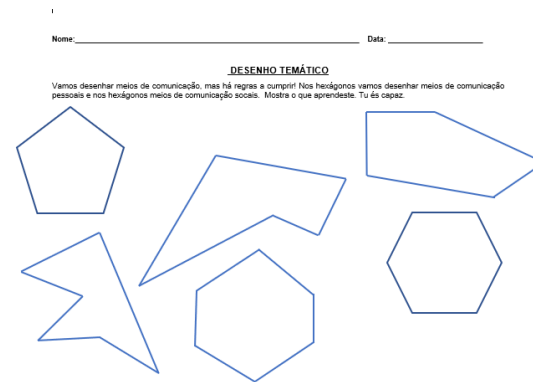 Nome: Data:
DESENHO TEMÁTICO
Vamos desenhar meios de comunicação, mas há regras a cumprir! Nos hexágonos vamos desenhar meios de comunicação
pessoais e nos hexágonos meios de comunicação socais. Mostra o que aprendeste. Tu és capaz.